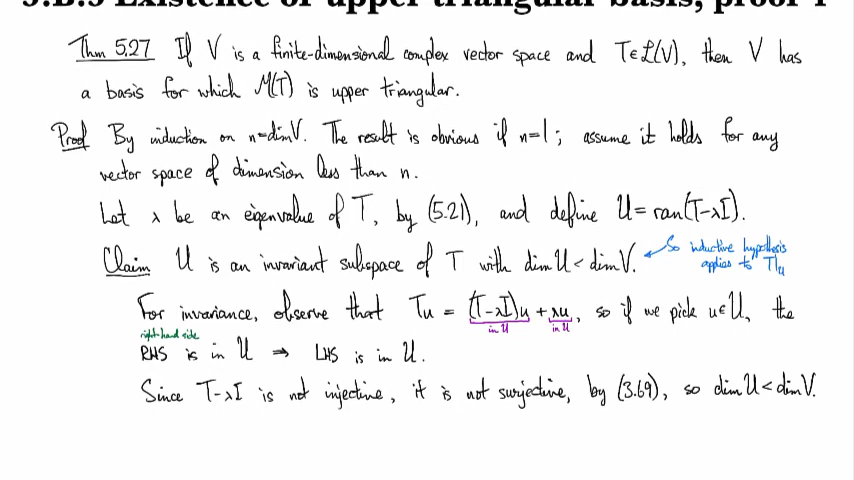 5.B.5 Existence of upper triangular basis, proof 1
Thm 5.27 If V is a finite-dimensional complex vector space and T∈ℒ(V), then V has
a basis for which M(T) is upper triangular.
Proof By induction on n=dimV. The result is obvious if n=1; assume it holds for any
vector space of dimension less than n.
Let λ be an eigenvalue of T, by (5.21), and define U=ran(T-λI).
Claim U is an invariant subspace of T with dim U < dim V.
So inductive hypothesis
applies to T|u
For invariance, observe that Tu = (T-λI)u + λu, so if we pick u∈U, the
in U in U
right-hand side
RHS is in U ⇒ LHS is in U.
Since T-λI is not injective, it is not surjective, by (3.69), so dim U < dim V.